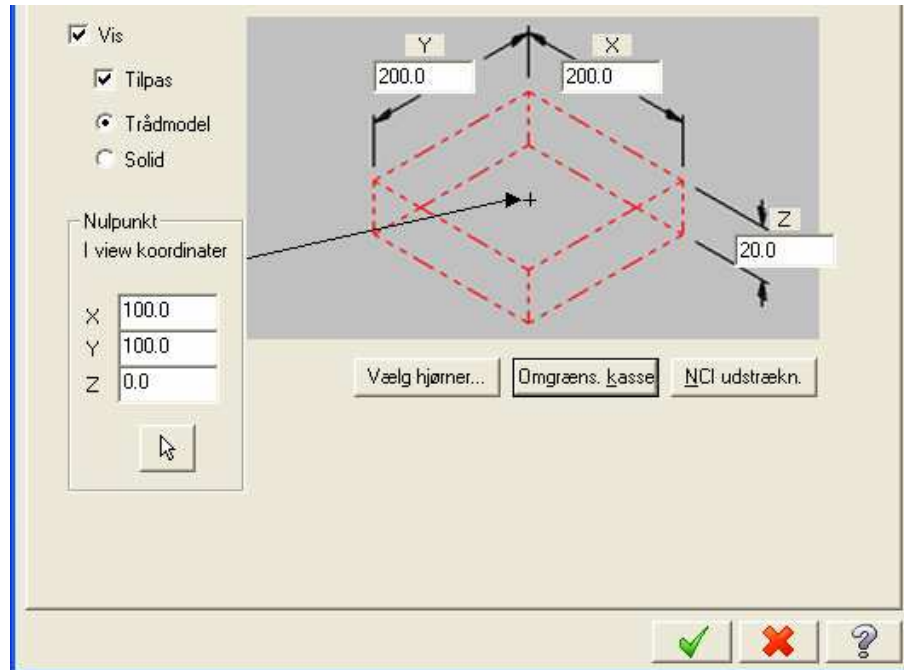 Vis
Y
X
Tilpas
200.0
200.0
Trådmodel
Solid
Nulpunkt
I view koordinater
Z
20.0
X
100.0
Y
100.0
Z
0.0
Vælg hjørner...
Omgræns. kasse
NCI udstrækn.